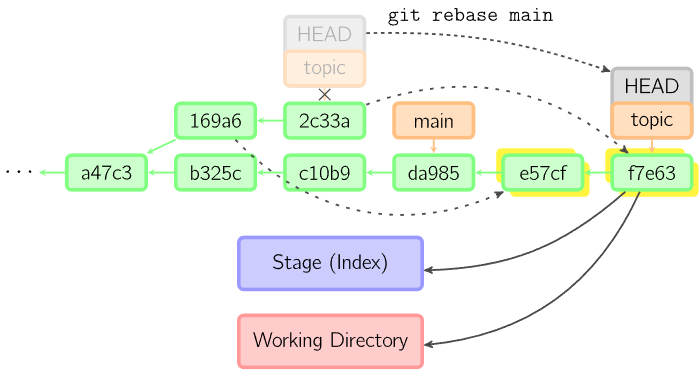 git rebase main
HEAD
topic
HEAD
topic
169a6
2c33a
main
...
a47c3
b325c
c10b9
da985
e57cf
f7e63
Stage (Index)
Working Directory